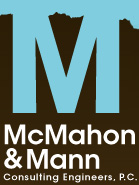 M
McMahon
& Mann
Consulting Engineers, P.C.